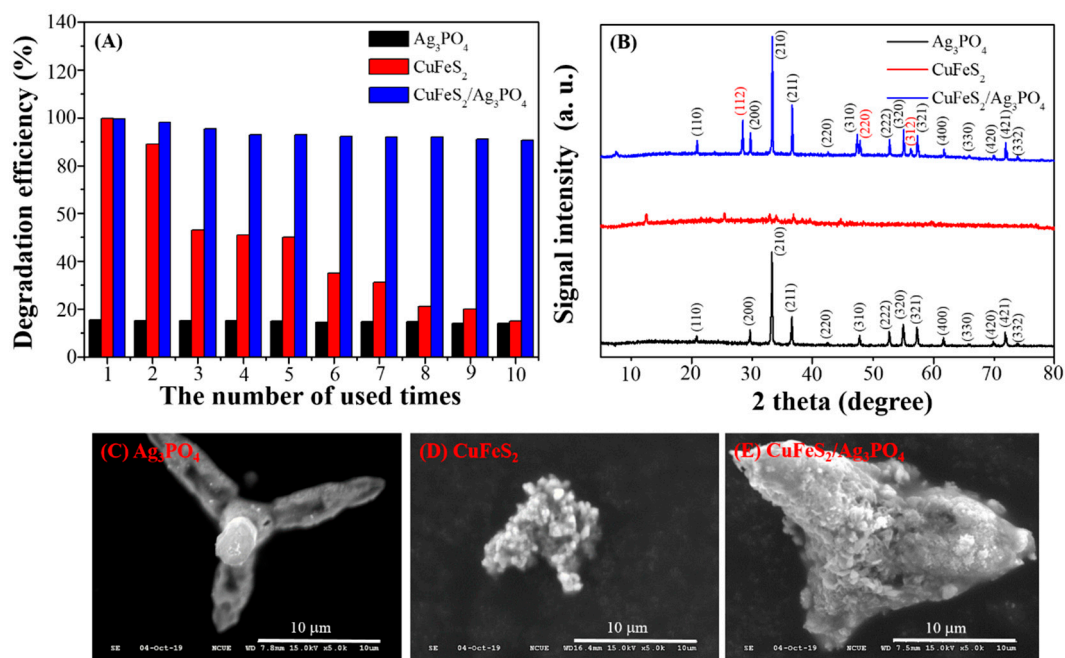 (A)
Ag₃PO₄
CuFeS₂
CuFeS₂/Ag₃PO₄
Degradation efficiency (%)
140
120
100
80
60
40
20
0
1 2 3 4 5 6 7 8 9 10
The number of used times
(B)
Ag₃PO₄
CuFeS₂
CuFeS₂/Ag₃PO₄
Signal intensity (a. u.)
(110) (112) (200) (210) (211) (220) (310) (220) (222) (320) (312) (321) (400) (330) (420) (421) (332)
(110) (200) (210) (211) (220) (310) (222) (320) (321) (400) (330) (420) (421) (332)
10 20 30 40 50 60 70 80
2 theta (degree)
(C) Ag₃PO₄
10 μm
SE 04-Oct-19 NCUE WD 7.8mm 15.0kV x5.0k 10um
(D) CuFeS₂
10 μm
SE 04-Oct-19 NCUE WD16.4mm 15.0kV x5.0k 10um
(E) CuFeS₂/Ag₃PO₄
10 μm
SE 04-Oct-19 NCUE WD 7.5mm 15.0kV x5.0k 10um